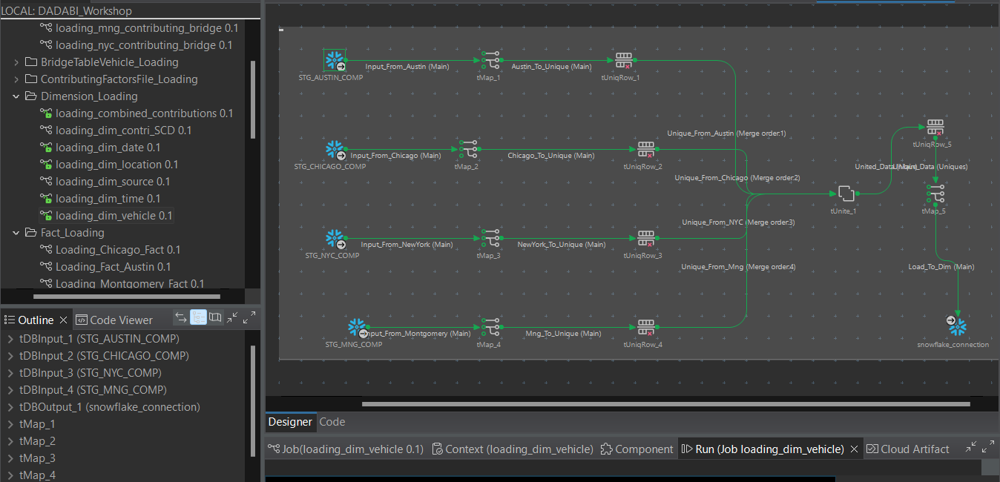 LOCAL: DADABI_Workshop
loading_mng_contributing_bridge 0.1
loading_nyc_contributing_bridge 0.1
BridgeTableVehicle_Loading
ContributingFactorsFile_Loading
Dimension_Loading
loading_combined_contributions 0.1
loading_dim_contri_SCD 0.1
loading_dim_date 0.1
loading_dim_location 0.1
loading_dim_source 0.1
loading_dim_time 0.1
loading_dim_vehicle 0.1
Fact_Loading
Loading_Chicago_Fact 0.1
Loading_Fact_Austin 0.1
Loading_Montgomery_Fact 0.1
Outline
Code Viewer
tDBInput_1 (STG_AUSTIN_COMP)
tDBInput_2 (STG_CHICAGO_COMP)
tDBInput_3 (STG_NYC_COMP)
tDBInput_4 (STG_MNG_COMP)
tDBOutput_1 (snowflake_connection)
tMap_1
tMap_2
tMap_3
tMap_4
Input_From_Austin (Main)
Austin_To_Unique (Main)
STG_AUSTIN_COMP
tMap_1
tUniqRow_1
Unique_From_Austin (Merge order:1)
tUniqRow_5
Input_From_Chicago (Main)
Chicago_To_Unique (Main)
STG_CHICAGO_COMP
tMap_2
tUniqRow_2
United_Data (Main)
_Data (Uniques)
Unique_From_Chicago (Merge order:2)
tUnite_1
tMap_5
Unique_From_NYC (Merge order:3)
Input_From_NewYork (Main)
NewYork_To_Unique (Main)
STG_NYC_COMP
tMap_3
tUniqRow_3
Unique_From_Mng (Merge order:4)
Load_To_Dim (Main)
Input_From_Montgomery (Main)
Mng_To_Unique (Main)
STG_MNG_COMP
tMap_4
tUniqRow_4
snowflake_connection
Designer
Code
Job(loading_dim_vehicle 0.1)
Context (loading_dim_vehicle)
Component
Run (Job loading_dim_vehicle)
Cloud Artifact